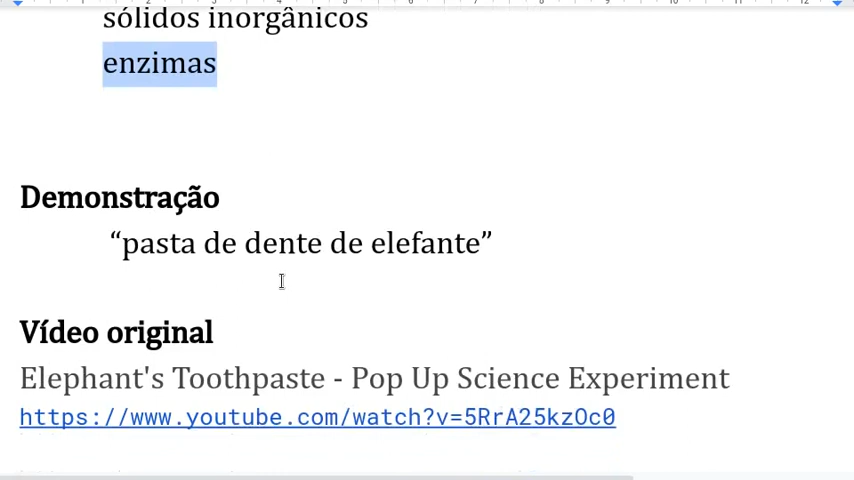 sólidos inorgânicos
enzimas
Demonstração
“pasta de dente de elefante”
Vídeo original
Elephant's Toothpaste - Pop Up Science Experiment
https://www.youtube.com/watch?v=5RrA25kzOc0